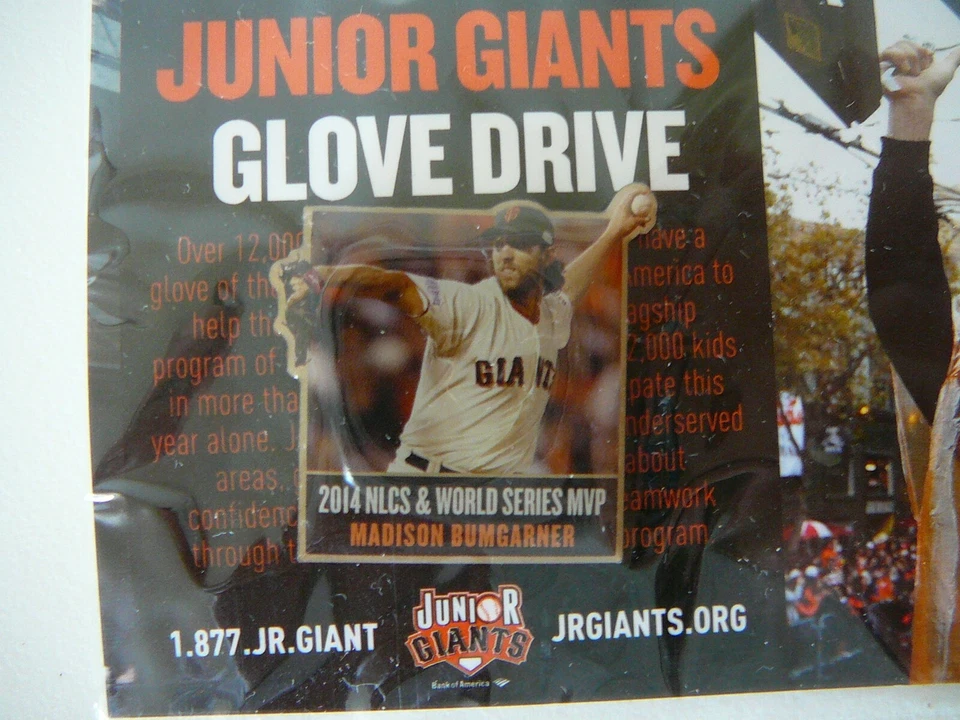 JUNIOR GIANTS
GLOVE DRIVE
Over 12,000 have a
glove of th America to
help th agship
program of 2,000 kids
in more tha pate this
year alone. J nderserved
areas, about
confidenc eamwork
through t program
GIANTS
2014 NLCS & WORLD SERIES MVP
MADISON BUMGARNER
1.877.JR.GIANT
JUNIOR
GIANTS
Bank of America
JRGIANTS.ORG